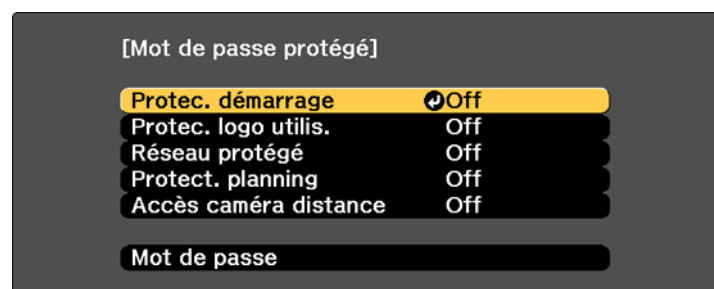 [Mot de passe protégé]
Protec. démarrage Off
Protec. logo utilis. Off
Réseau protégé Off
Protect. planning Off
Accès caméra distance Off
Mot de passe